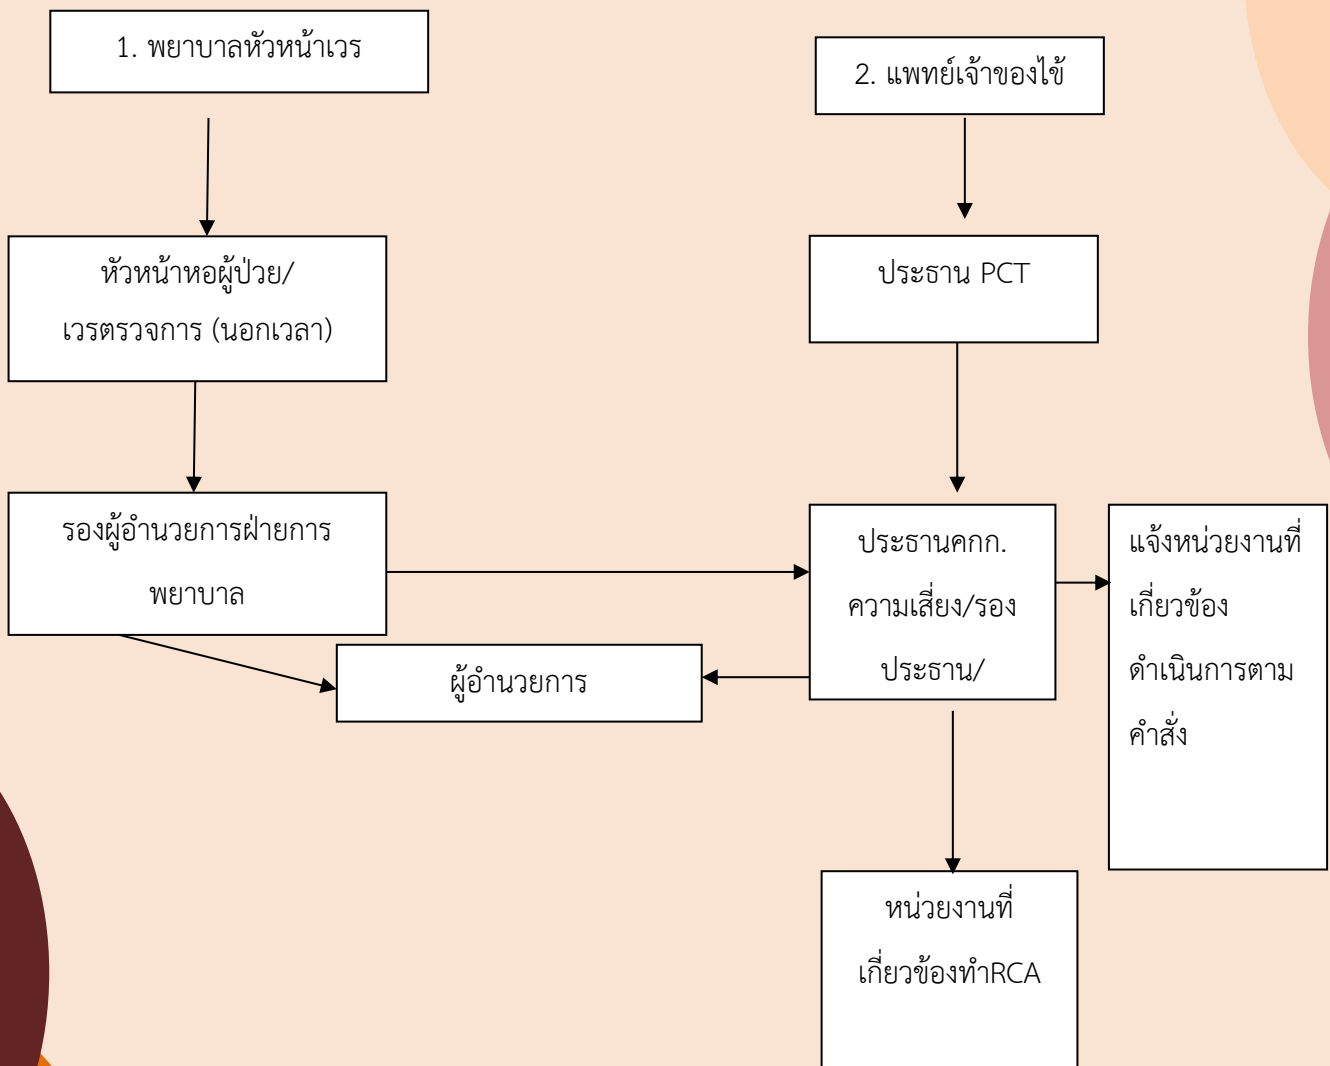 1. พยาบาลหัวหน้าเวร
2. แพทย์เจ้าของไข้
หัวหน้าหอผู้ป่วย/
เวรตรวจการ (นอกเวลา)
ประธาน PCT
รองผู้อำนวยการฝ่ายการ
พยาบาล
ประธานคกก.
ความเสี่ยง/รอง
ประธาน/
แจ้งหน่วยงานที่
เกี่ยวข้อง
ดำเนินการตาม
คำสั่ง
ผู้อำนวยการ
หน่วยงานที่
เกี่ยวข้องทำRCA